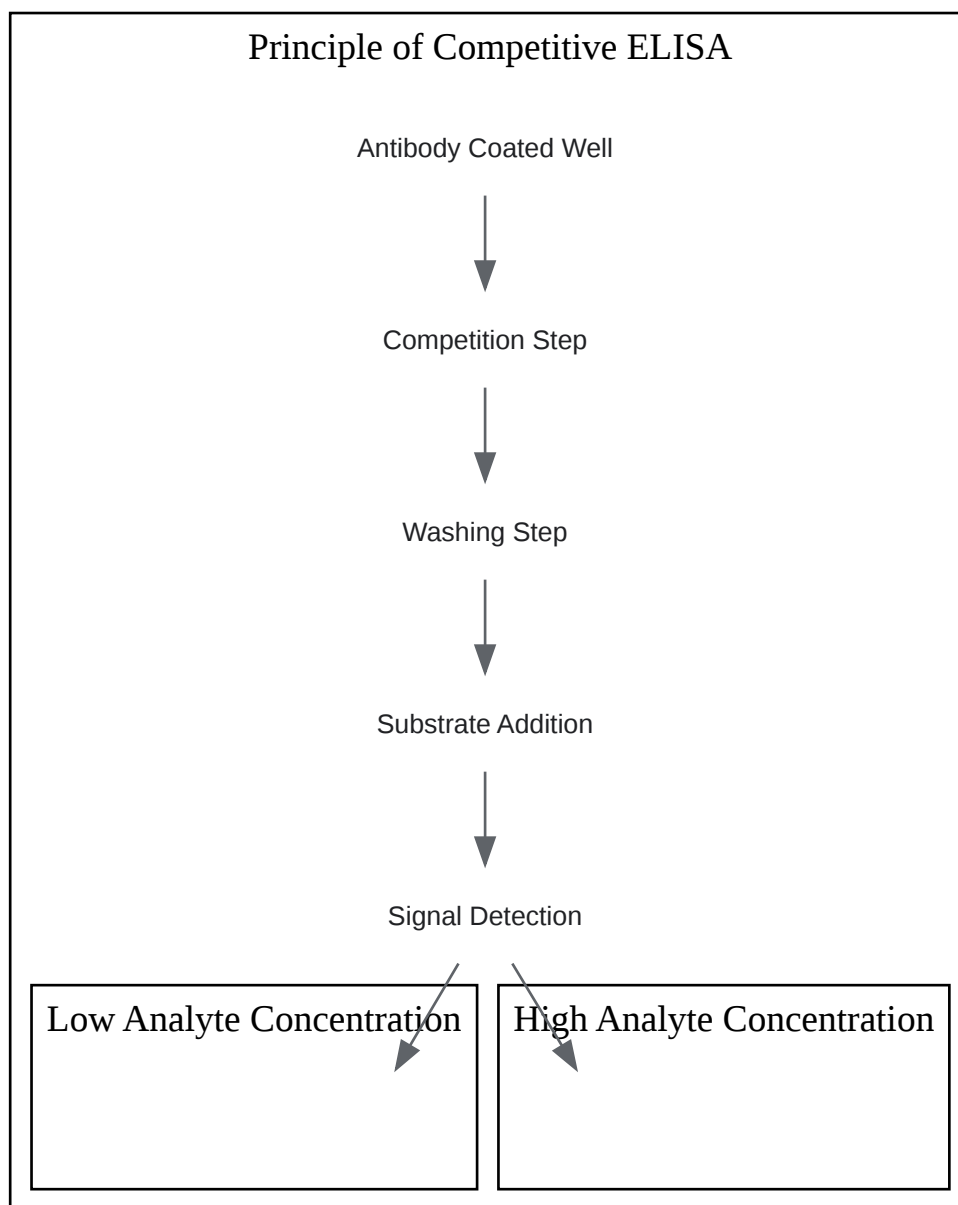 Principle of Competitive ELISA
Antibody Coated Well
Competition Step
Washing Step
Substrate Addition
Signal Detection
Low Analyte Concentration
High Analyte Concentration